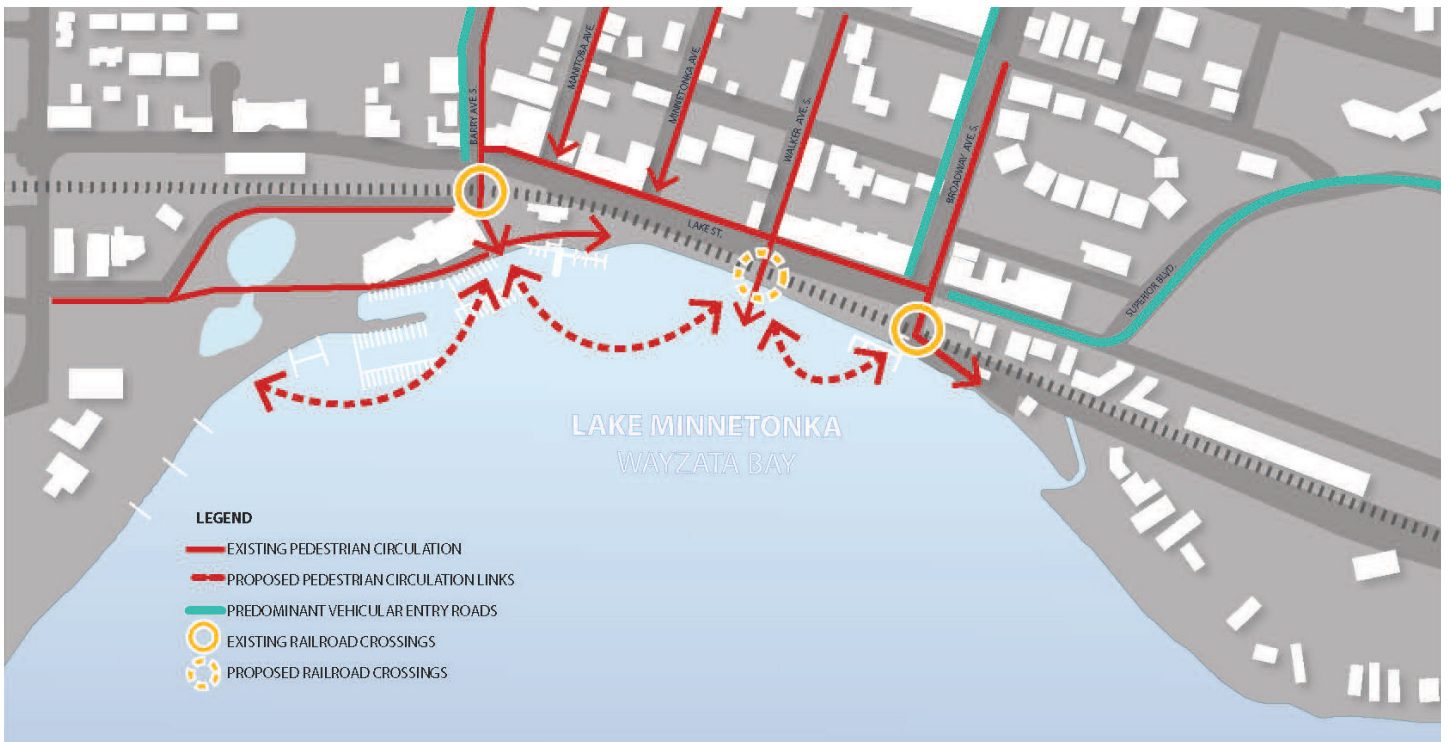 BARRY AVE S.
MANITOBA AVE.
MINNETONKA AVE.
WALKER AVE. S.
BROADWAY AVE S.
LAKE ST.
SUPERIOR BLVD.
LAKE MINNETONKA
WAYZATA BAY
LEGEND
EXISTING PEDESTRIAN CIRCULATION
PROPOSED PEDESTRIAN CIRCULATION LINKS
PREDOMINANT VEHICULAR ENTRY ROADS
EXISTING RAILROAD CROSSINGS
PROPOSED RAILROAD CROSSINGS